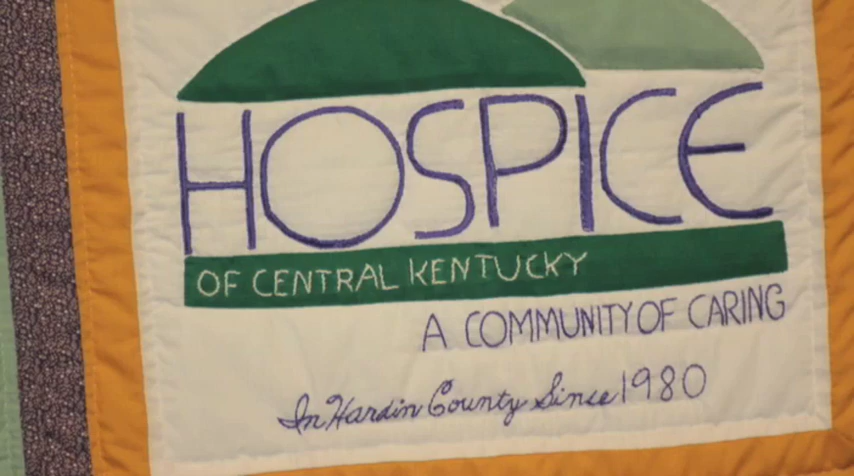 HOSPICE
OF CENTRAL KENTUCKY
A COMMUNITY OF CARING
In Hardin County Since 1980